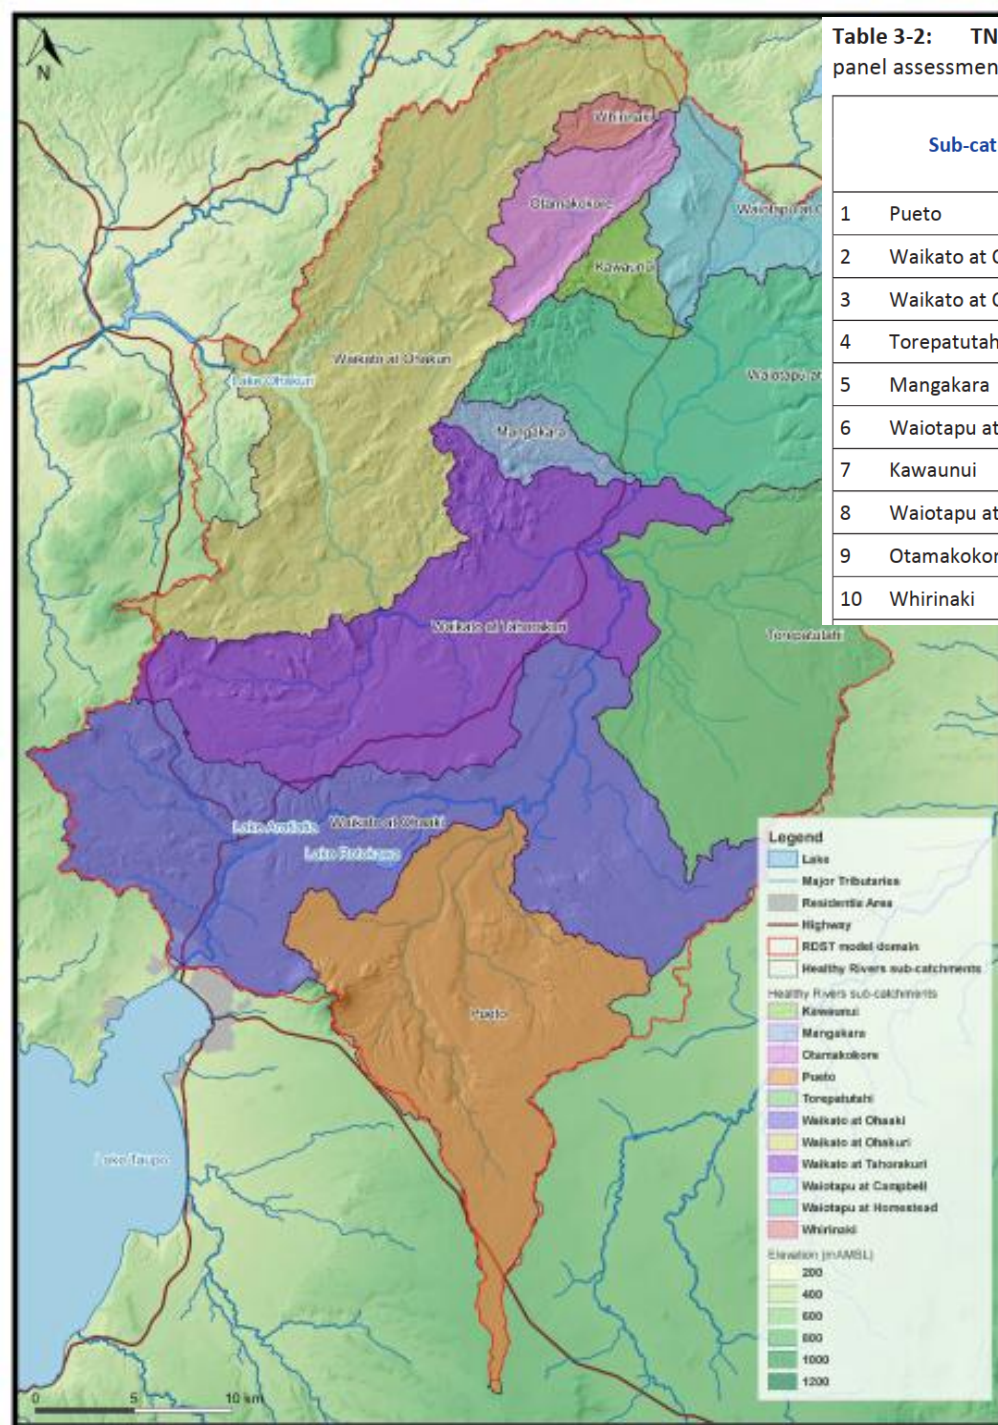 N
Table 3-2: TN
panel assessmen
Sub-cat
1 Pueto
2 Waikato at O
3 Waikato at O
4 Torepatutah
5 Mangakara
6 Waiotapu at
7 Kawaunui
8 Waiotapu at
9 Otamakokor
10 Whirinaki
Whirinaki
Otamakokore
Waiotapu at C
Kawaunui
Waikato at Ohakuri
Lake Ohakuri
Waiotapu at
Mangakara
Waikato at Tahorakuri
Torepatutahi
Lake Aratiatia
Waikato at Ohaaki
Lake Rotokawa
Pueto
Lake Taupo
Legend
Lake
Major Tributaries
Residentia Area
Highway
RDST model domain
Healthy Rivers sub-catchments
Healthy Rivers sub-catchments
Kawaunui
Mangakara
Otamakokore
Pueto
Torepatutahi
Waikato at Ohaaki
Waikato at Ohakuri
Waikato at Tahorakuri
Waiotapu at Campbell
Waiotapu at Homestead
Whirinaki
Elevation (mAMSL)
200
400
600
800
1000
1200
0 5 10 km